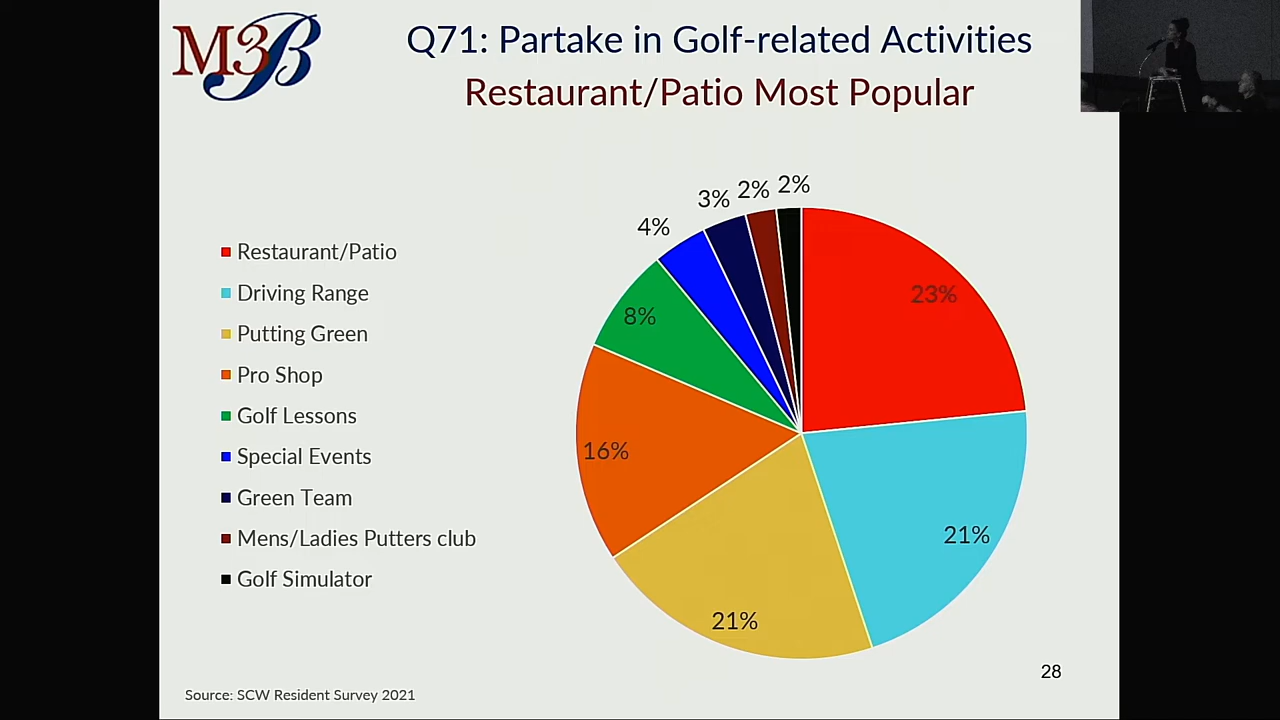 M3B
Q71: Partake in Golf-related Activities
Restaurant/Patio Most Popular
Restaurant/Patio
Driving Range
Putting Green
Pro Shop
Golf Lessons
Special Events
Green Team
Mens/Ladies Putters club
Golf Simulator
23%
21%
21%
16%
8%
4%
3%
2%
2%
28
Source: SCW Resident Survey 2021